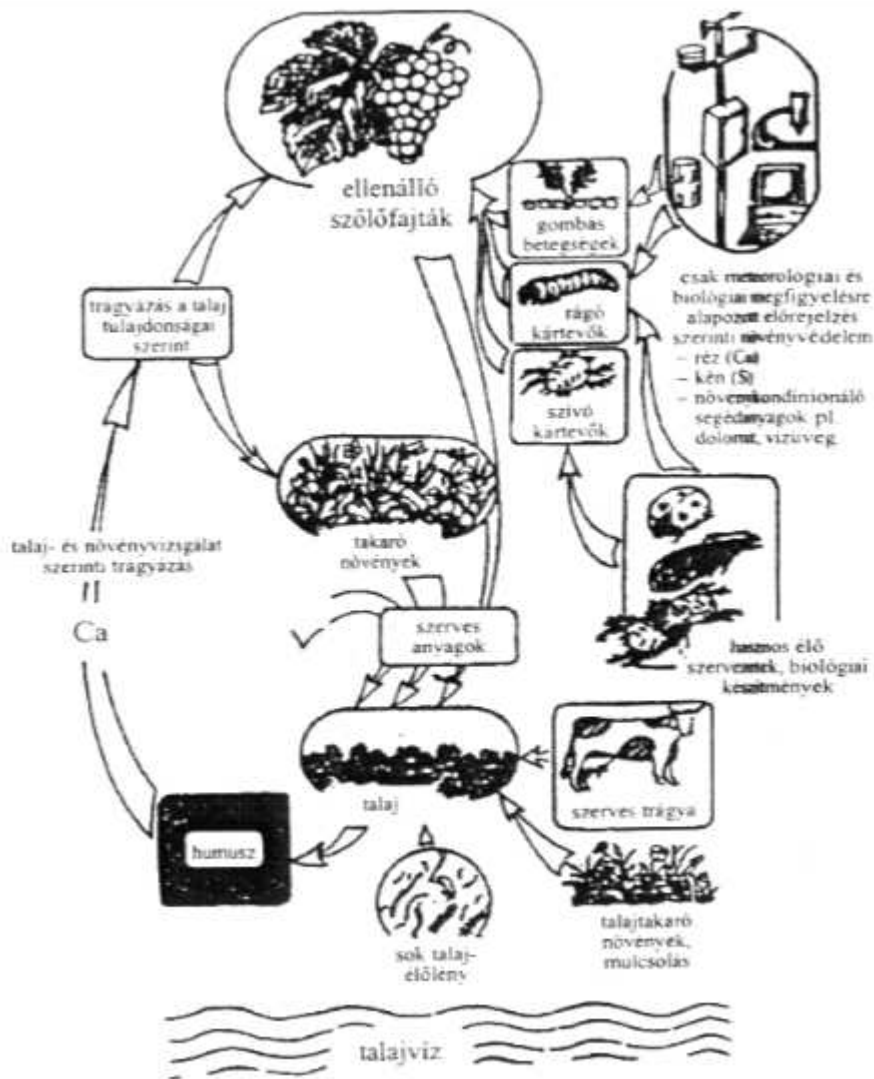 ellenálló
szőlőfajták
gombás
betegségek
rágó
kártevők
szívó
kártevők
csak meteorológiai és
biológiai megfigyelésre
alapozott előrejelzés
szerinti növényvédelem
– réz (Cu)
– kén (S)
– növénykondinionáló
segédanyagok pl.
dolomit, vízüveg.
trágyázás a talaj
tulajdonságai
szerint
takaró
növények
talaj- és növényvizsgálat
szerinti trágyázás
Ca
szerves
anyagok
hasznos élő
szervezetek, biológiai
készítmények
talaj
szerves trágya
humusz
sok talaj-
élőlény
talajtakaró
növények,
mulcsolás
talajvíz